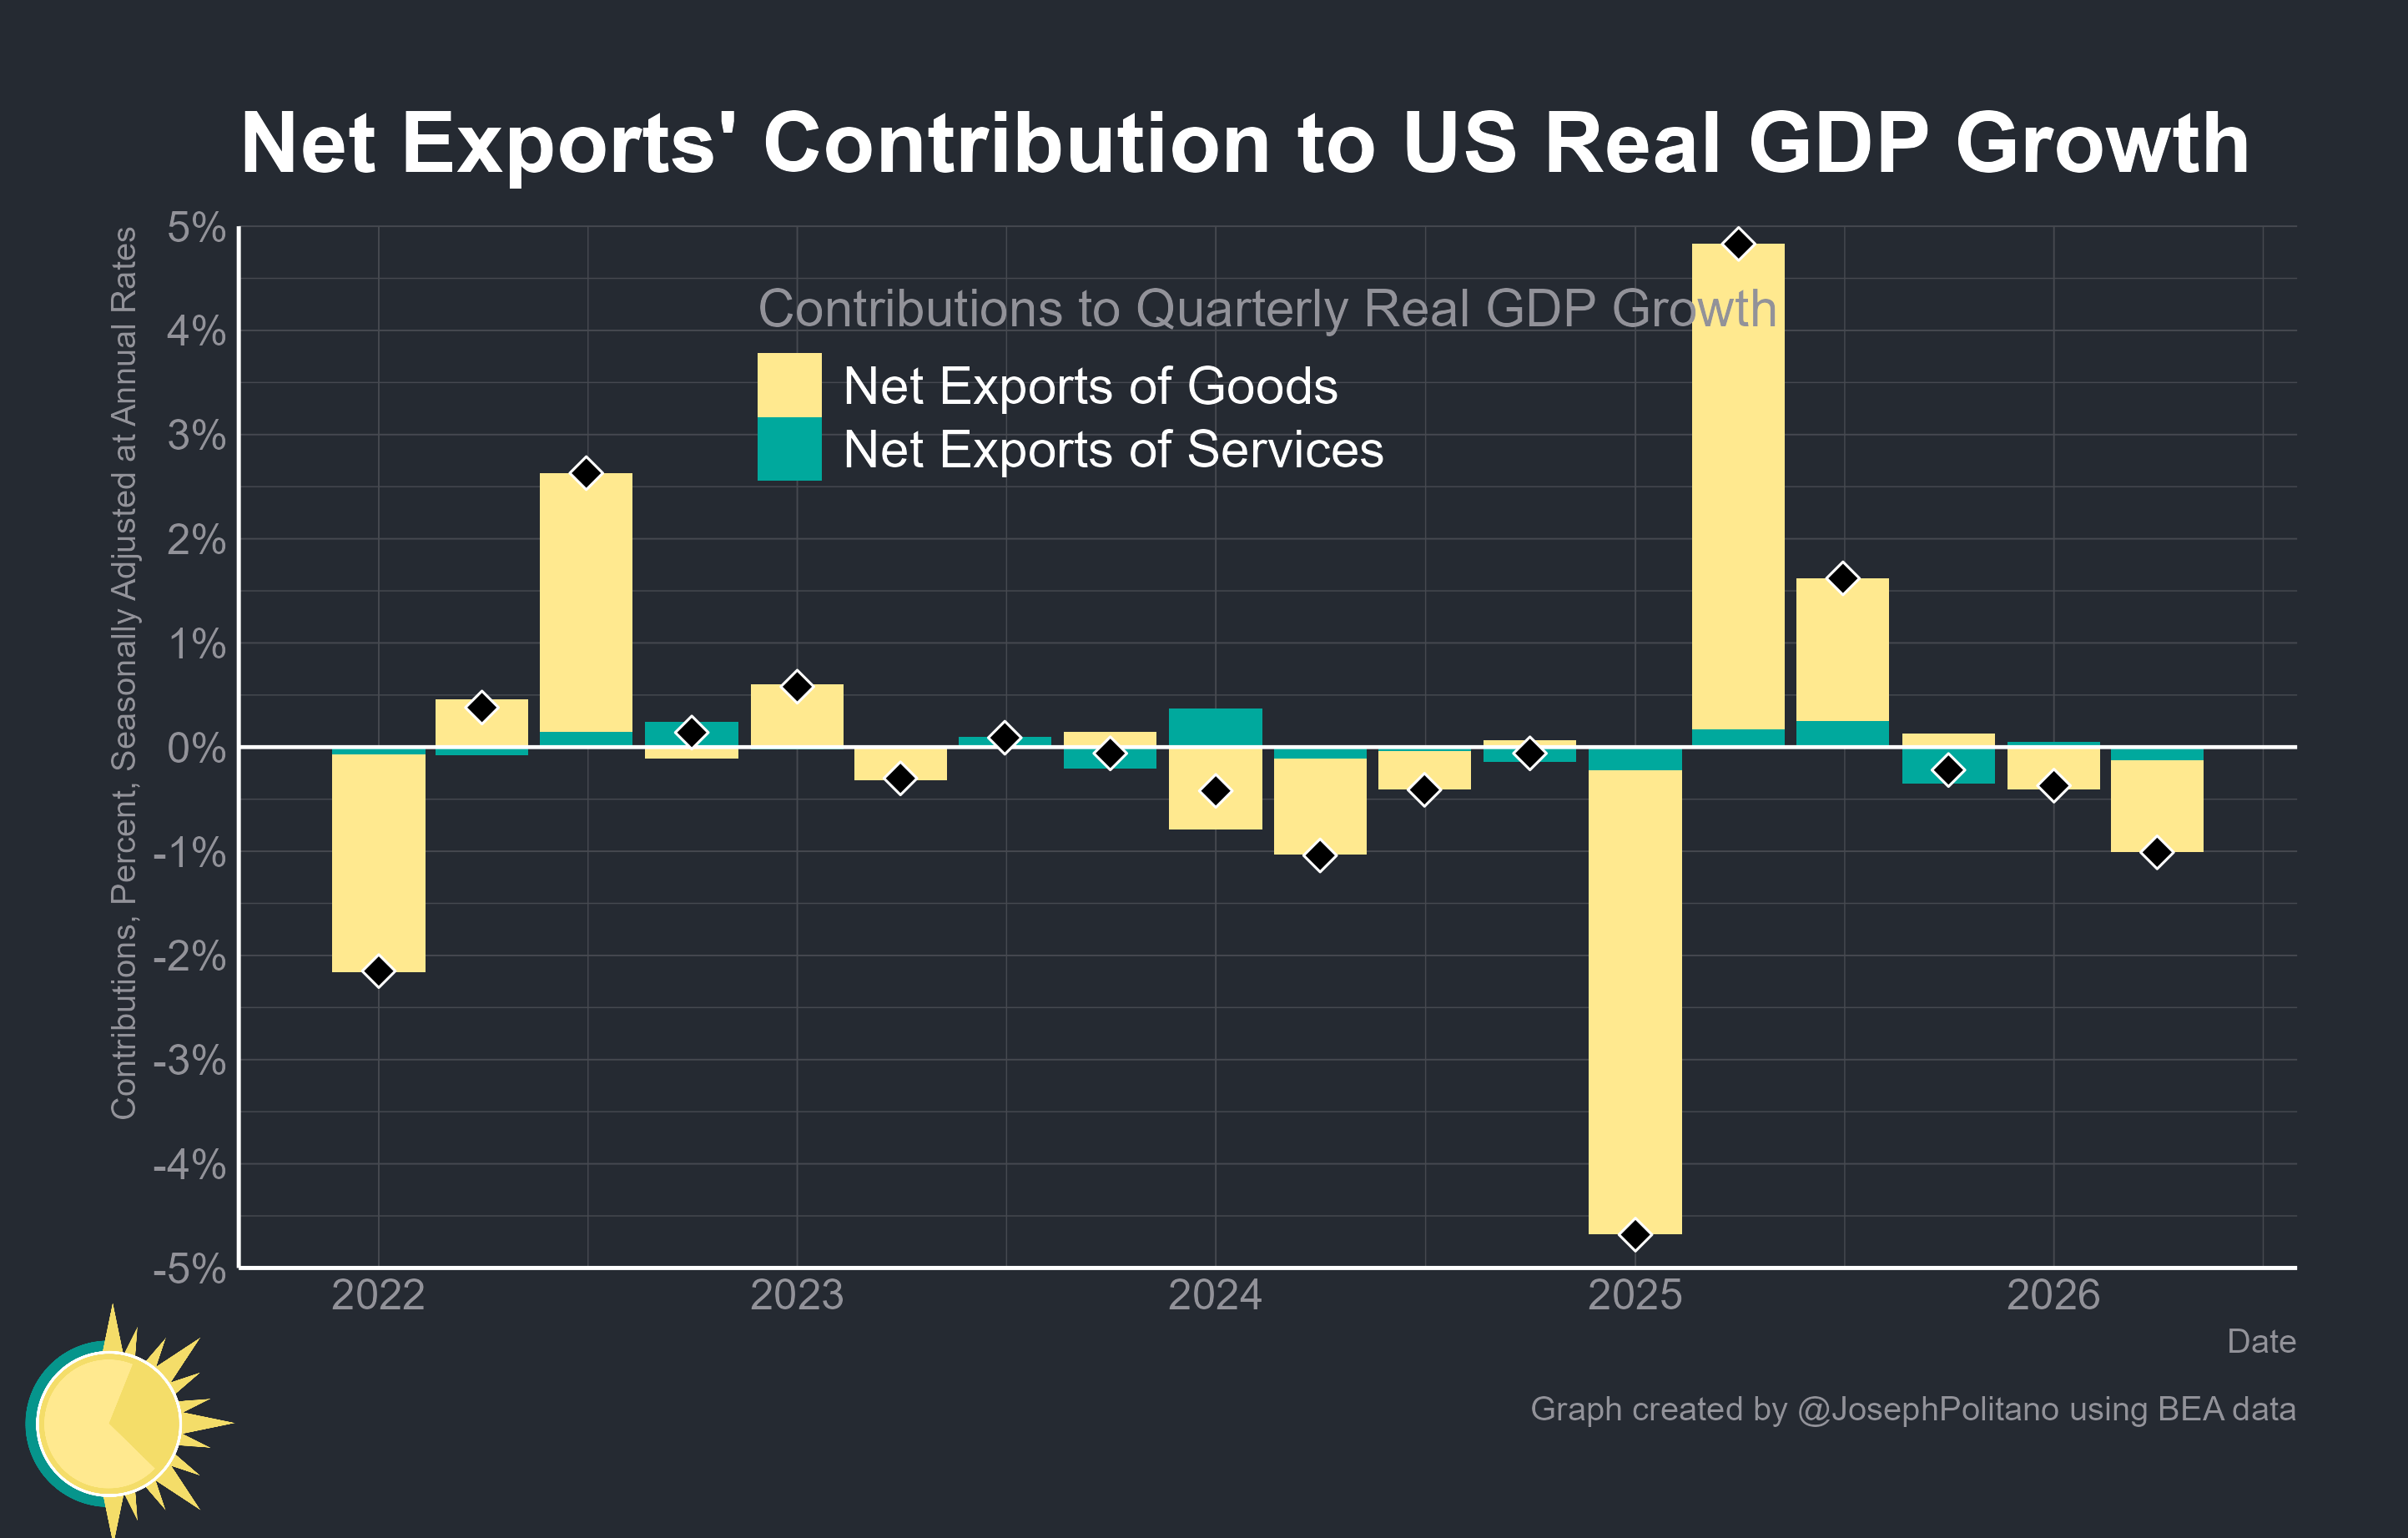 Net Exports' Contribution to US Real GDP Growth
Contributions, Percent, Seasonally Adjusted at Annual Rates
5%
4%
3%
2%
1%
0%
-1%
-2%
-3%
-4%
-5%
Contributions to Quarterly Real GDP Growth
Net Exports of Goods
Net Exports of Services
2022 2023 2024 2025 2026
Date
Graph created by @JosephPolitano using BEA data